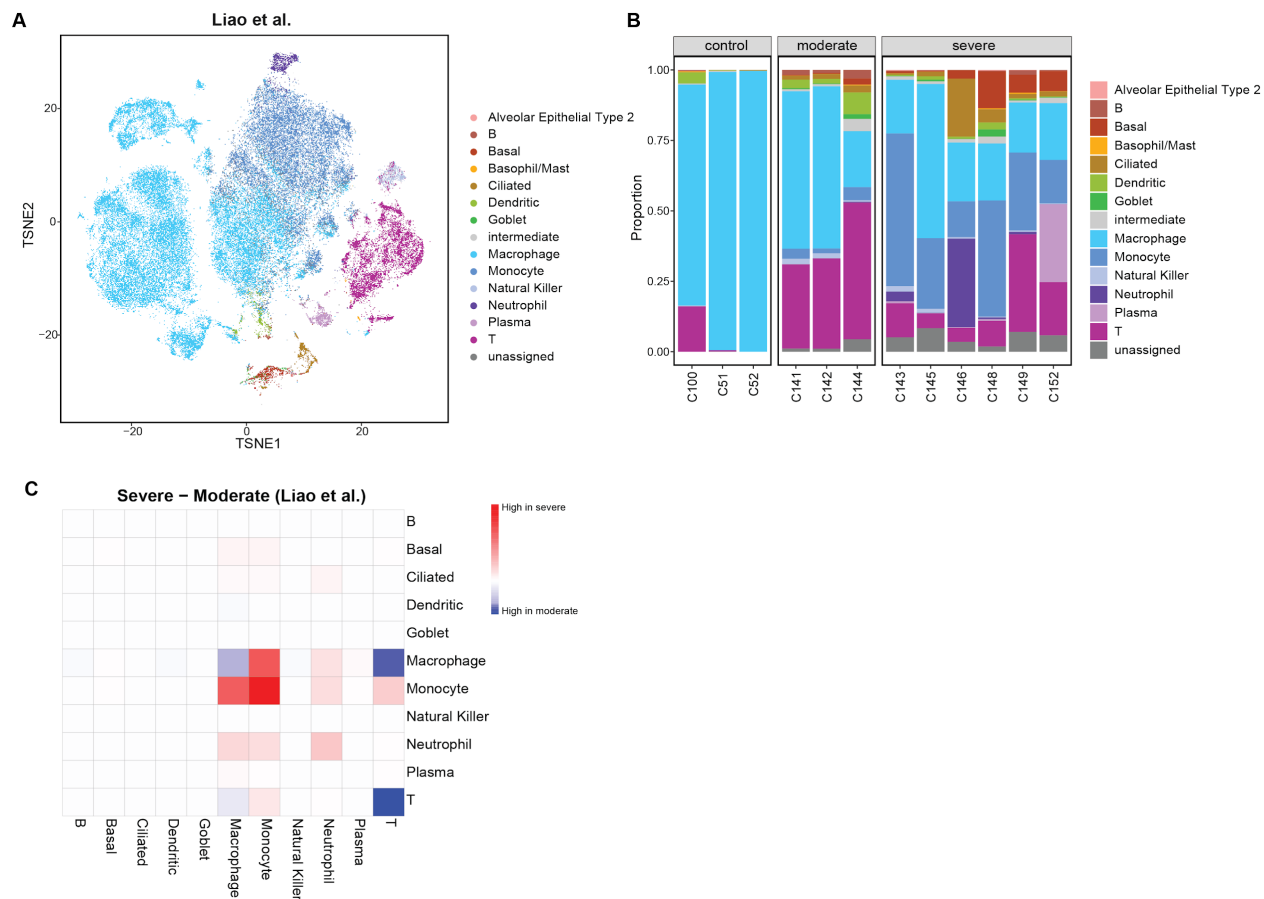 A
Liao et al.
TSNE2
20
0
−20
−20
0
20
TSNE1
Alveolar Epithelial Type 2
B
Basal
Basophil/Mast
Ciliated
Dendritic
Goblet
intermediate
Macrophage
Monocyte
Natural Killer
Neutrophil
Plasma
T
unassigned
B
control
moderate
severe
Proportion
1.00
0.75
0.50
0.25
0.00
C100
C51
C52
C141
C142
C144
C143
C145
C146
C148
C149
C152
Alveolar Epithelial Type 2
B
Basal
Basophil/Mast
Ciliated
Dendritic
Goblet
intermediate
Macrophage
Monocyte
Natural Killer
Neutrophil
Plasma
T
unassigned
C
Severe − Moderate (Liao et al.)
High in severe
High in moderate
B
Basal
Ciliated
Dendritic
Goblet
Macrophage
Monocyte
Natural Killer
Neutrophil
Plasma
T
B
Basal
Ciliated
Dendritic
Goblet
Macrophage
Monocyte
Natural Killer
Neutrophil
Plasma
T